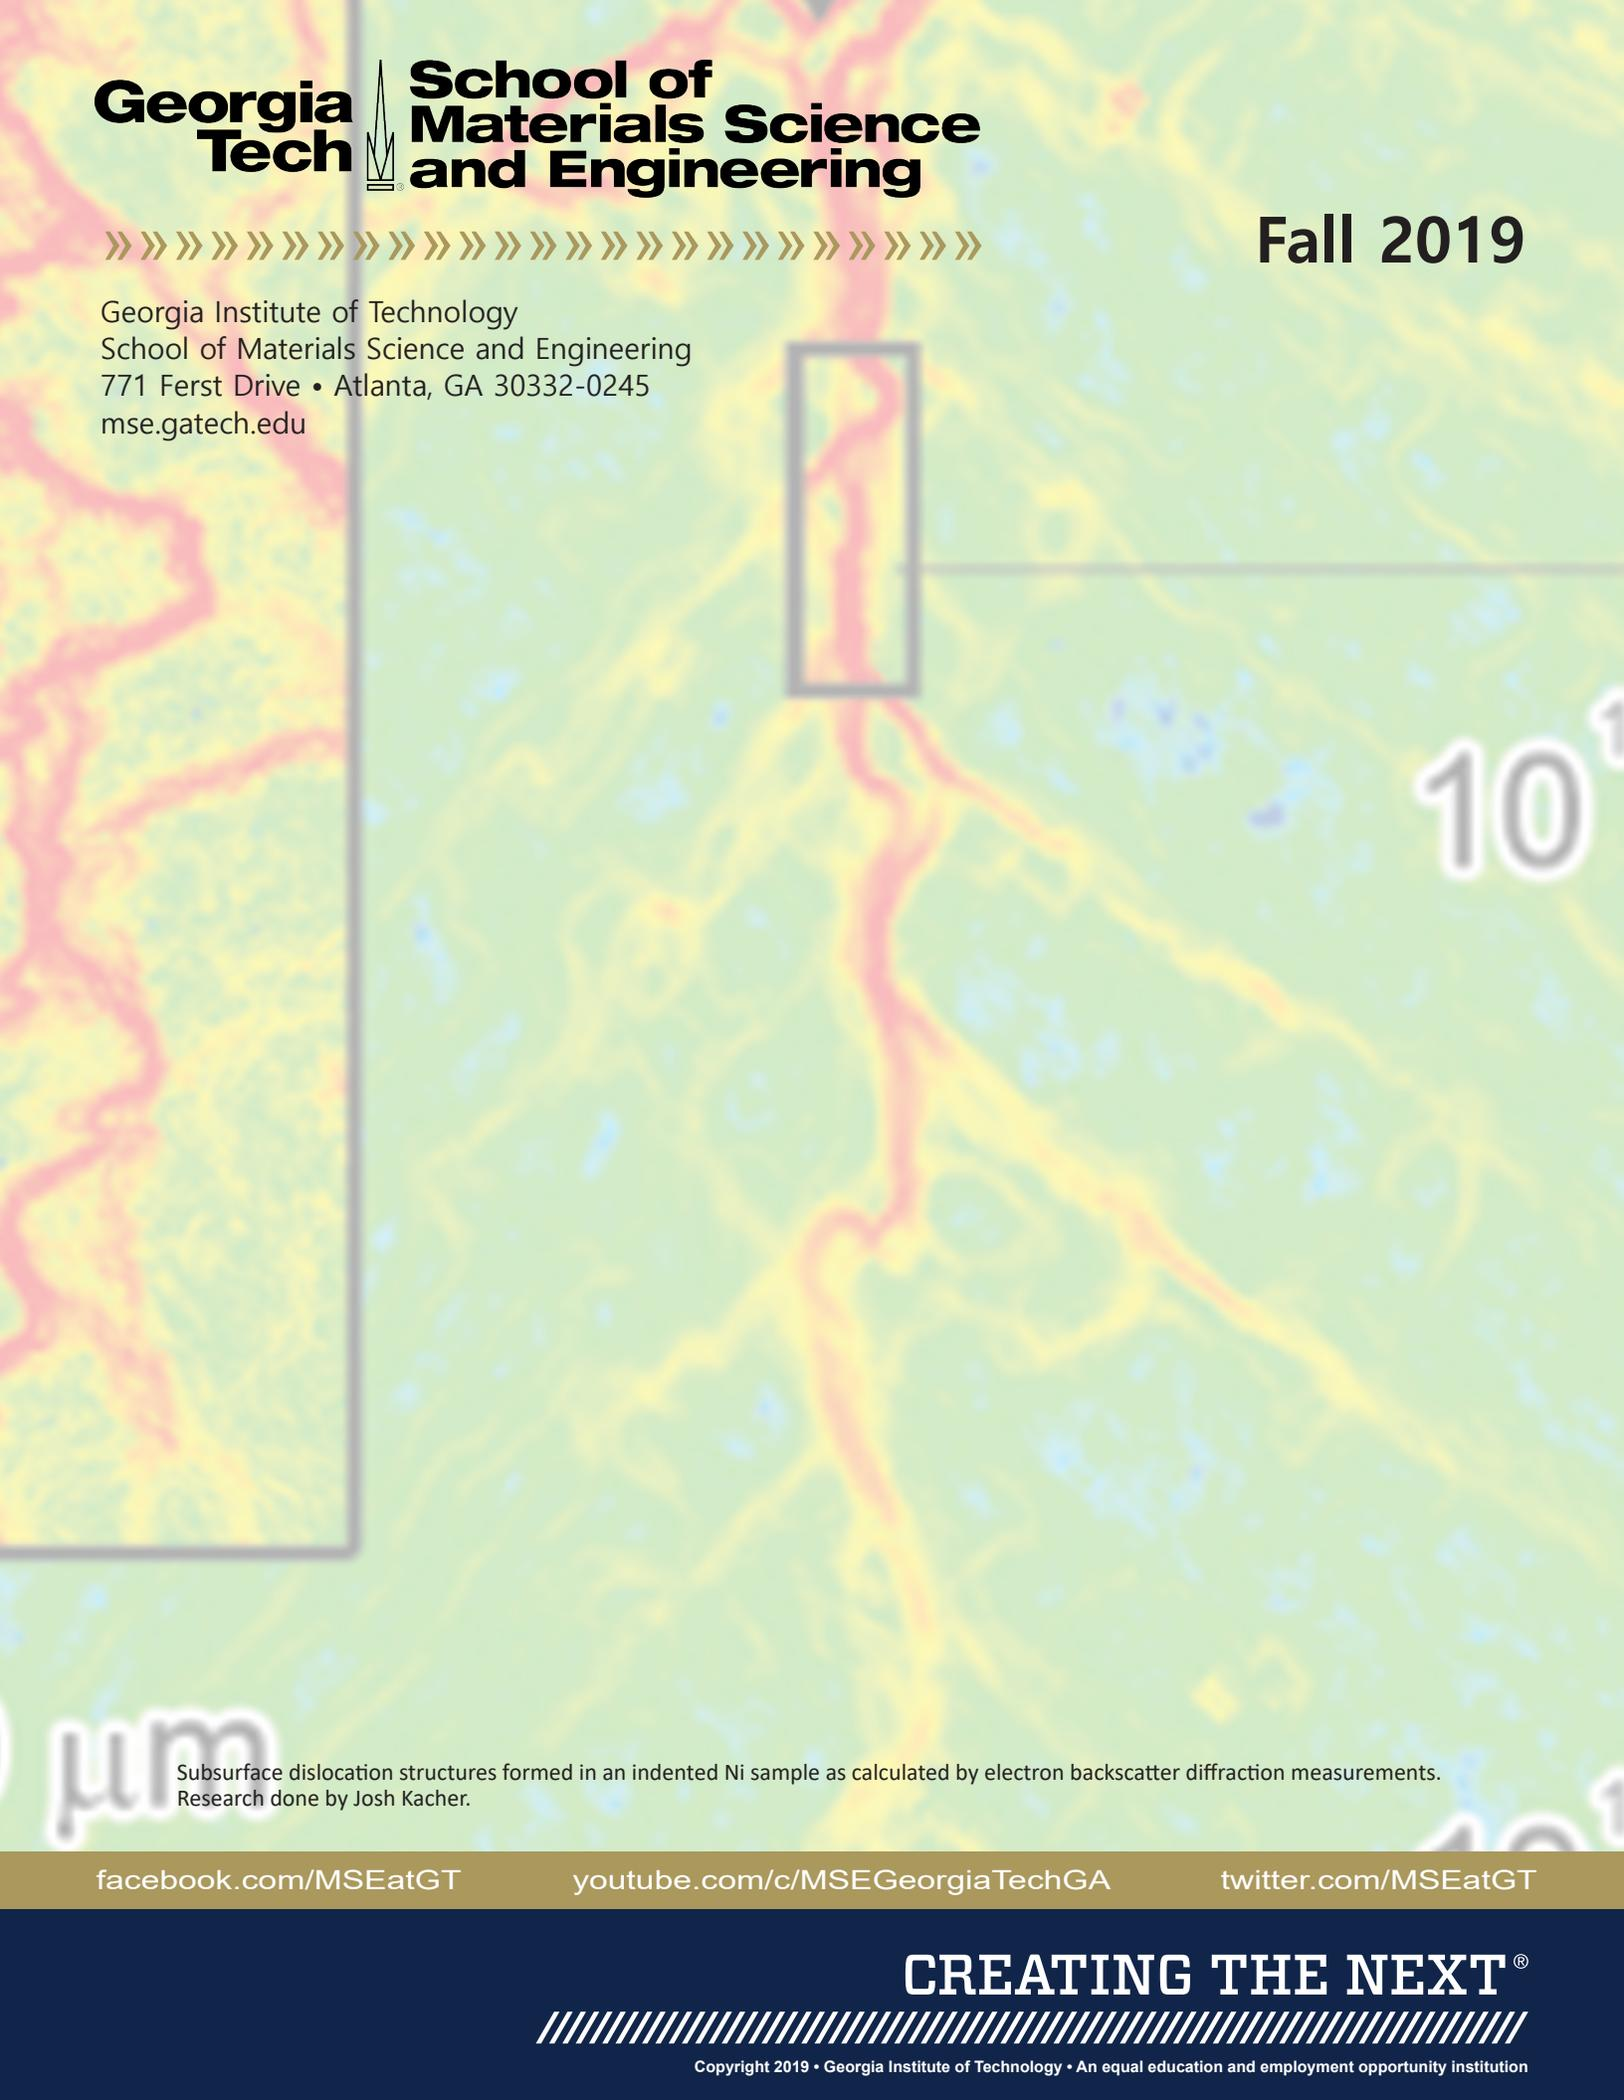 Georgia
Tech
School of
Materials Science
and Engineering
Fall 2019
Georgia Institute of Technology
School of Materials Science and Engineering
771 Ferst Drive • Atlanta, GA 30332-0245
mse.gatech.edu
10
μm
Subsurface dislocation structures formed in an indented Ni sample as calculated by electron backscatter diffraction measurements.
Research done by Josh Kacher.
facebook.com/MSEatGT
youtube.com/c/MSEGeorgiaTechGA
twitter.com/MSEatGT
CREATING THE NEXT®
Copyright 2019 • Georgia Institute of Technology • An equal education and employment opportunity institution